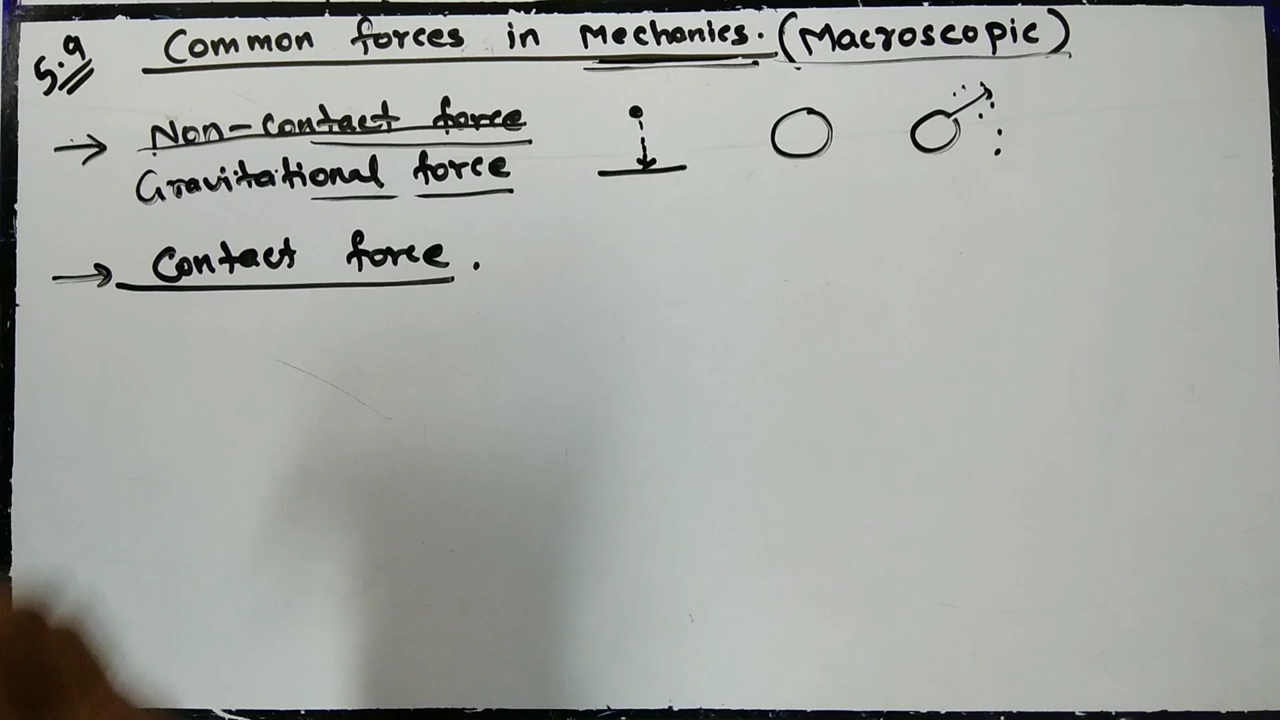 5.9 Common forces in Mechanics. (Macroscopic)
→ Non-contact force
Gravitational force
→ Contact force.